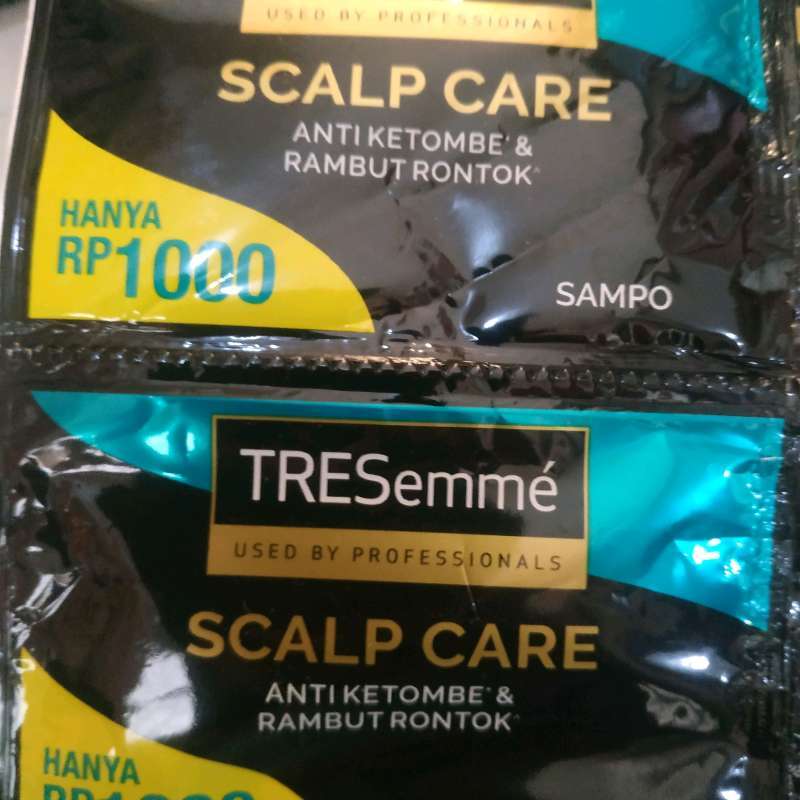 USED BY PROFESSIONALS
SCALP CARE
ANTI KETOMBE* &
RAMBUT RONTOK^
HANYA
RP1000
SAMPO
TRESemmé
USED BY PROFESSIONALS
SCALP CARE
ANTI KETOMBE* &
RAMBUT RONTOK^
HANYA
RP1000